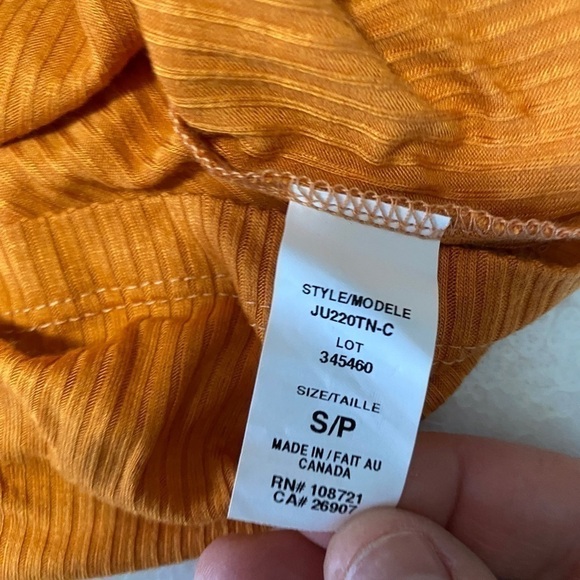 STYLE/MODELE
JU220TN-C
LOT
345460
SIZE/TAILLE
S/P
MADE IN / FAIT AU
CANADA
RN# 108721
CA# 26907